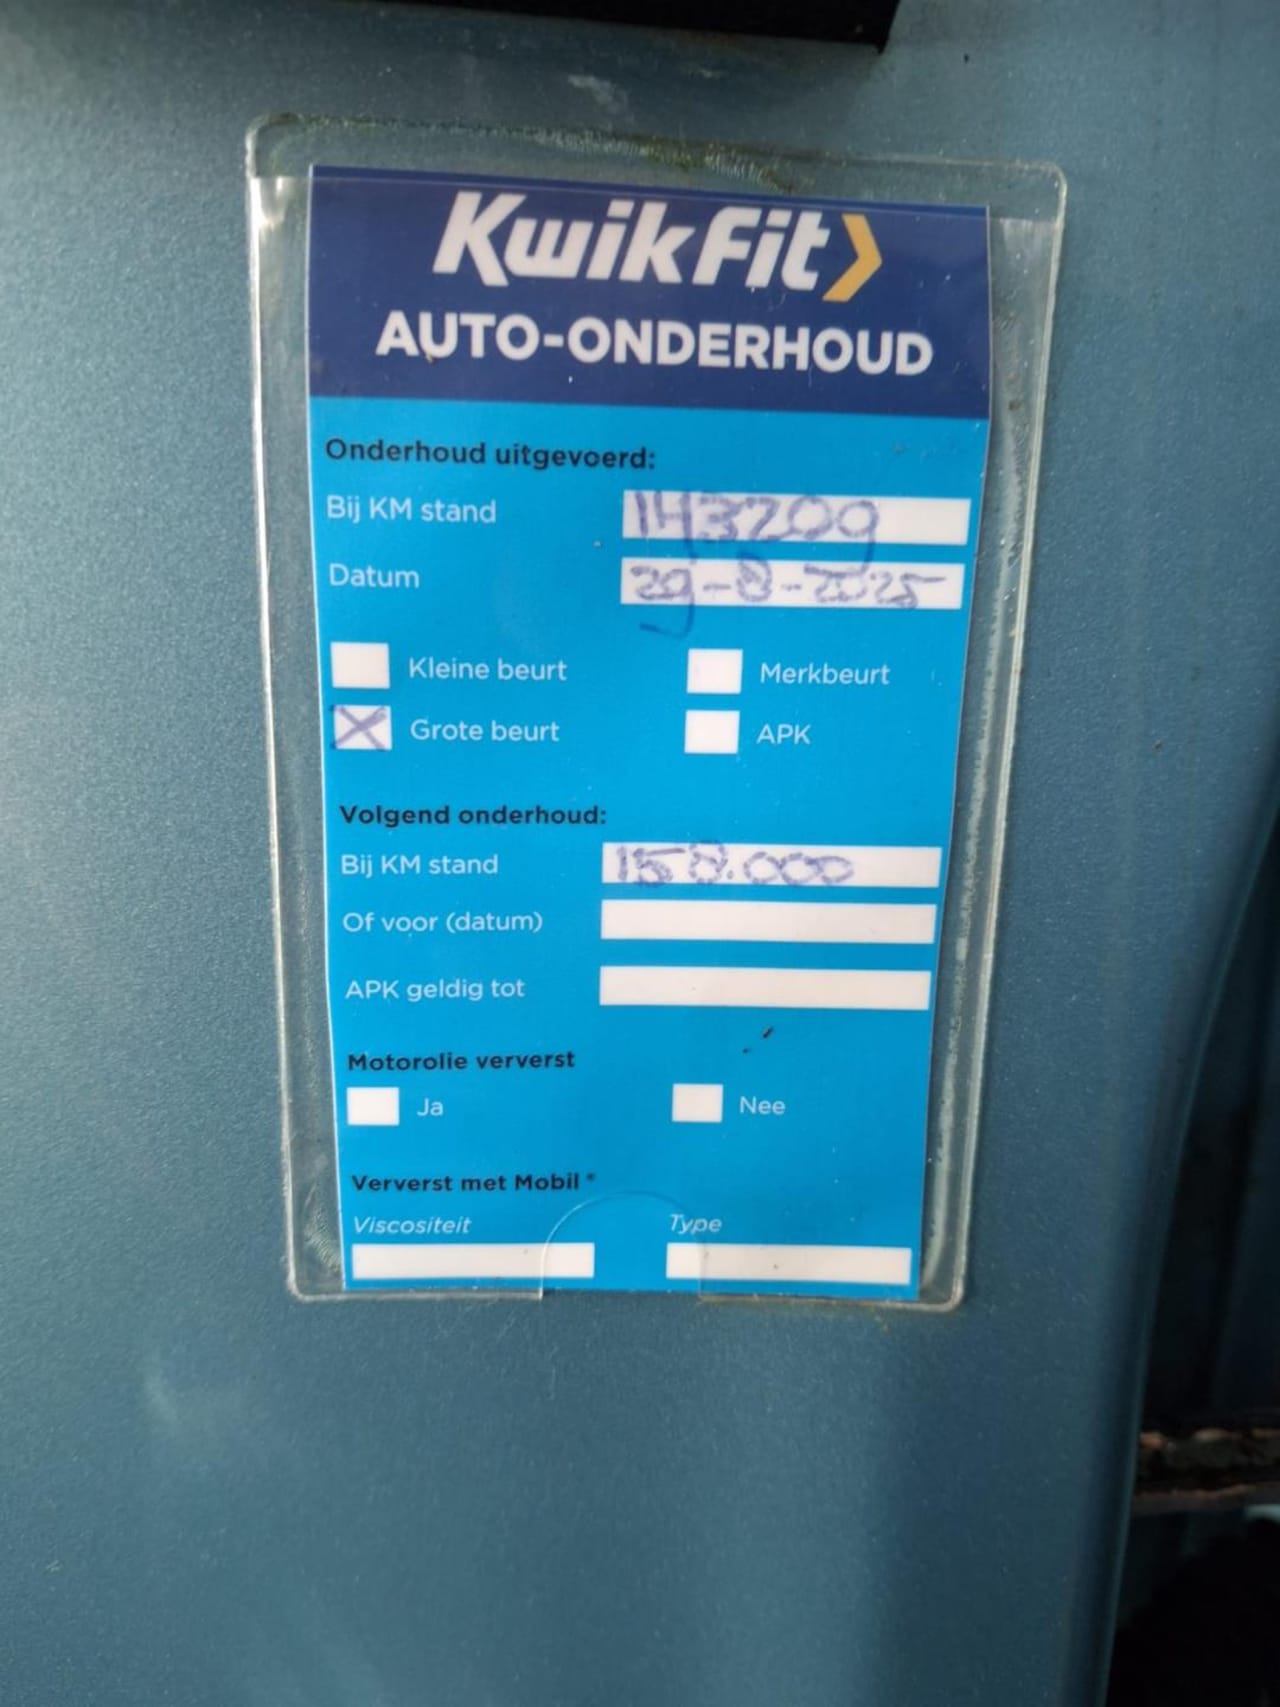 KwikFit
AUTO-ONDERHOUD
Onderhoud uitgevoerd:
Bij KM stand 143209
Datum 29-8-2025
Kleine beurt Merkbeurt
Grote beurt APK
Volgend onderhoud:
Bij KM stand 158.000
Of voor (datum)
APK geldig tot
Motorolie ververst
Ja Nee
Ververst met Mobil*
Viscositeit Type